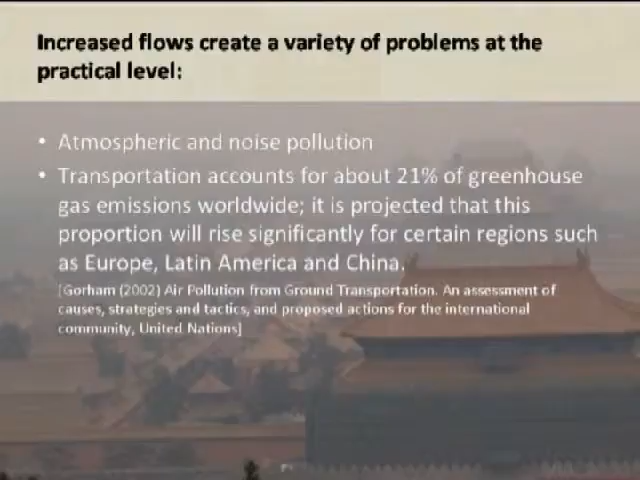 Increased flows create a variety of problems at the
practical level:
• Atmospheric and noise pollution
• Transportation accounts for about 21% of greenhouse
gas emissions worldwide; it is projected that this
proportion will rise significantly for certain regions such
as Europe, Latin America and China.
[Gorham (2002) Air Pollution from Ground Transportation. An assessment of
causes, strategies and tactics, and proposed actions for the international
community, United Nations]